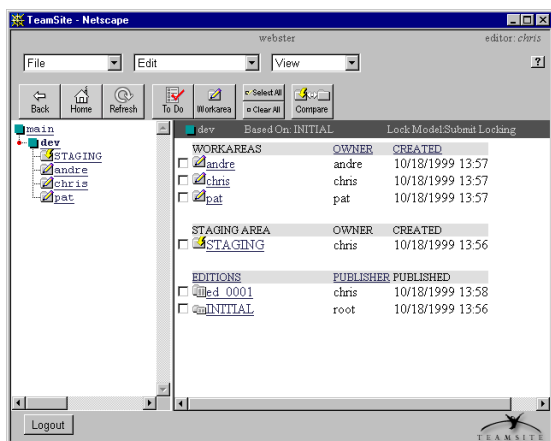 TeamSite - Netscape
webster editor: chris
File Edit View ?
Back Home Refresh To Do Workarea Select All Clear All Compare
main
dev
STAGING
andre
chris
pat
dev Based On: INITIAL Lock Model:Submit Locking
WORKAREAS OWNER CREATED
andre andre 10/18/1999 13:57
chris chris 10/18/1999 13:57
pat pat 10/18/1999 13:57
STAGING AREA OWNER CREATED
STAGING chris 10/18/1999 13:56
EDITIONS PUBLISHER PUBLISHED
ed_0001 chris 10/18/1999 13:58
INITIAL root 10/18/1999 13:56
Logout
TEAMSITE